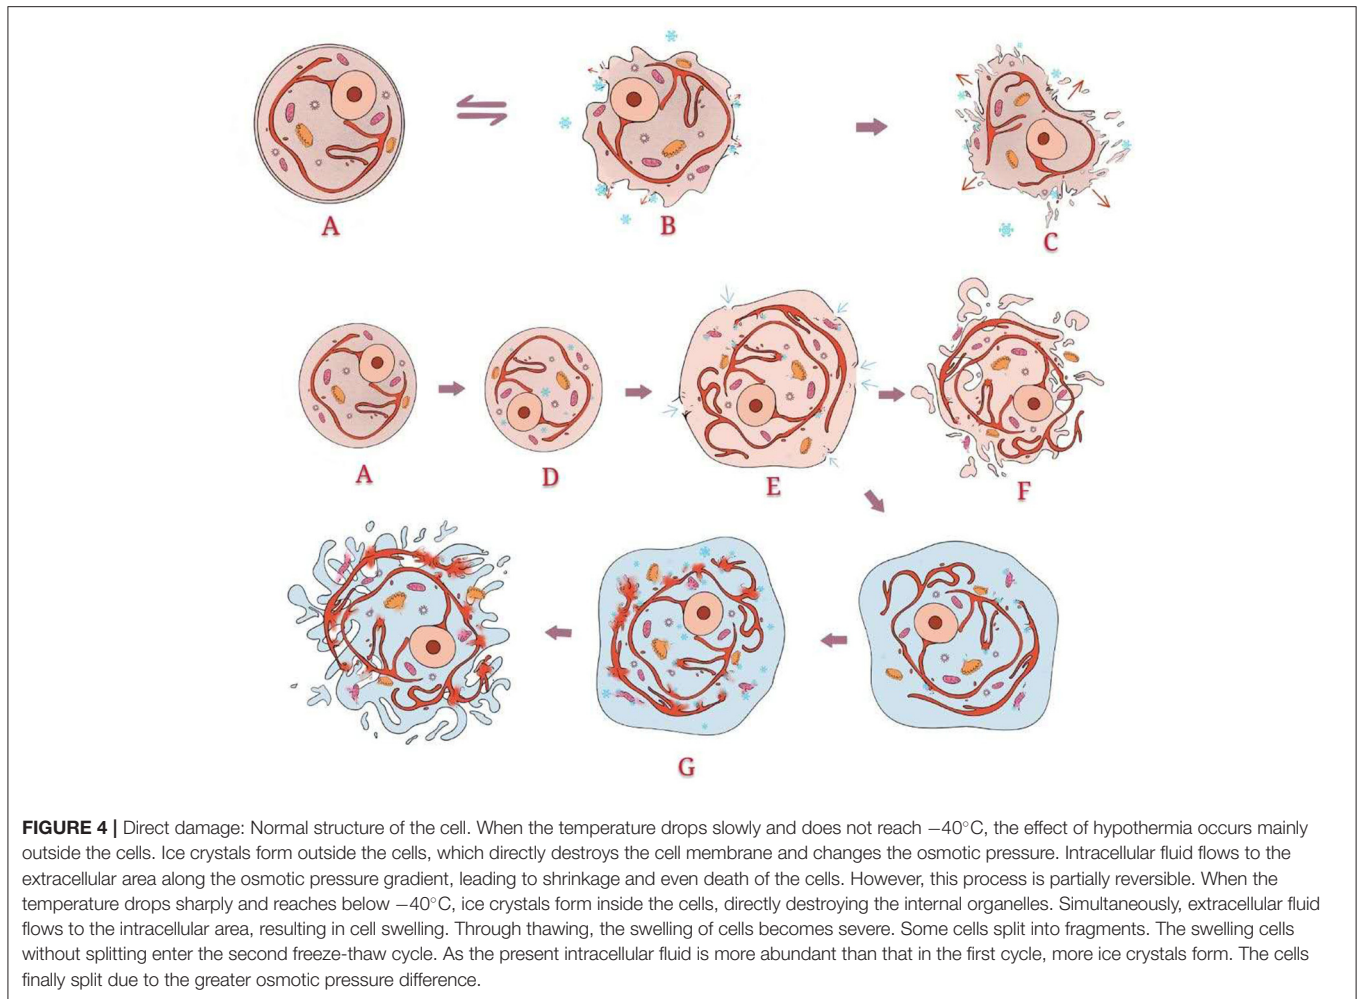 A
B
C
A
D
E
F
G
FIGURE 4 | Direct damage: Normal structure of the cell. When the temperature drops slowly and does not reach −40°C, the effect of hypothermia occurs mainly
outside the cells. Ice crystals form outside the cells, which directly destroys the cell membrane and changes the osmotic pressure. Intracellular fluid flows to the
extracellular area along the osmotic pressure gradient, leading to shrinkage and even death of the cells. However, this process is partially reversible. When the
temperature drops sharply and reaches below −40°C, ice crystals form inside the cells, directly destroying the internal organelles. Simultaneously, extracellular fluid
flows to the intracellular area, resulting in cell swelling. Through thawing, the swelling of cells becomes severe. Some cells split into fragments. The swelling cells
without splitting enter the second freeze-thaw cycle. As the present intracellular fluid is more abundant than that in the first cycle, more ice crystals form. The cells
finally split due to the greater osmotic pressure difference.